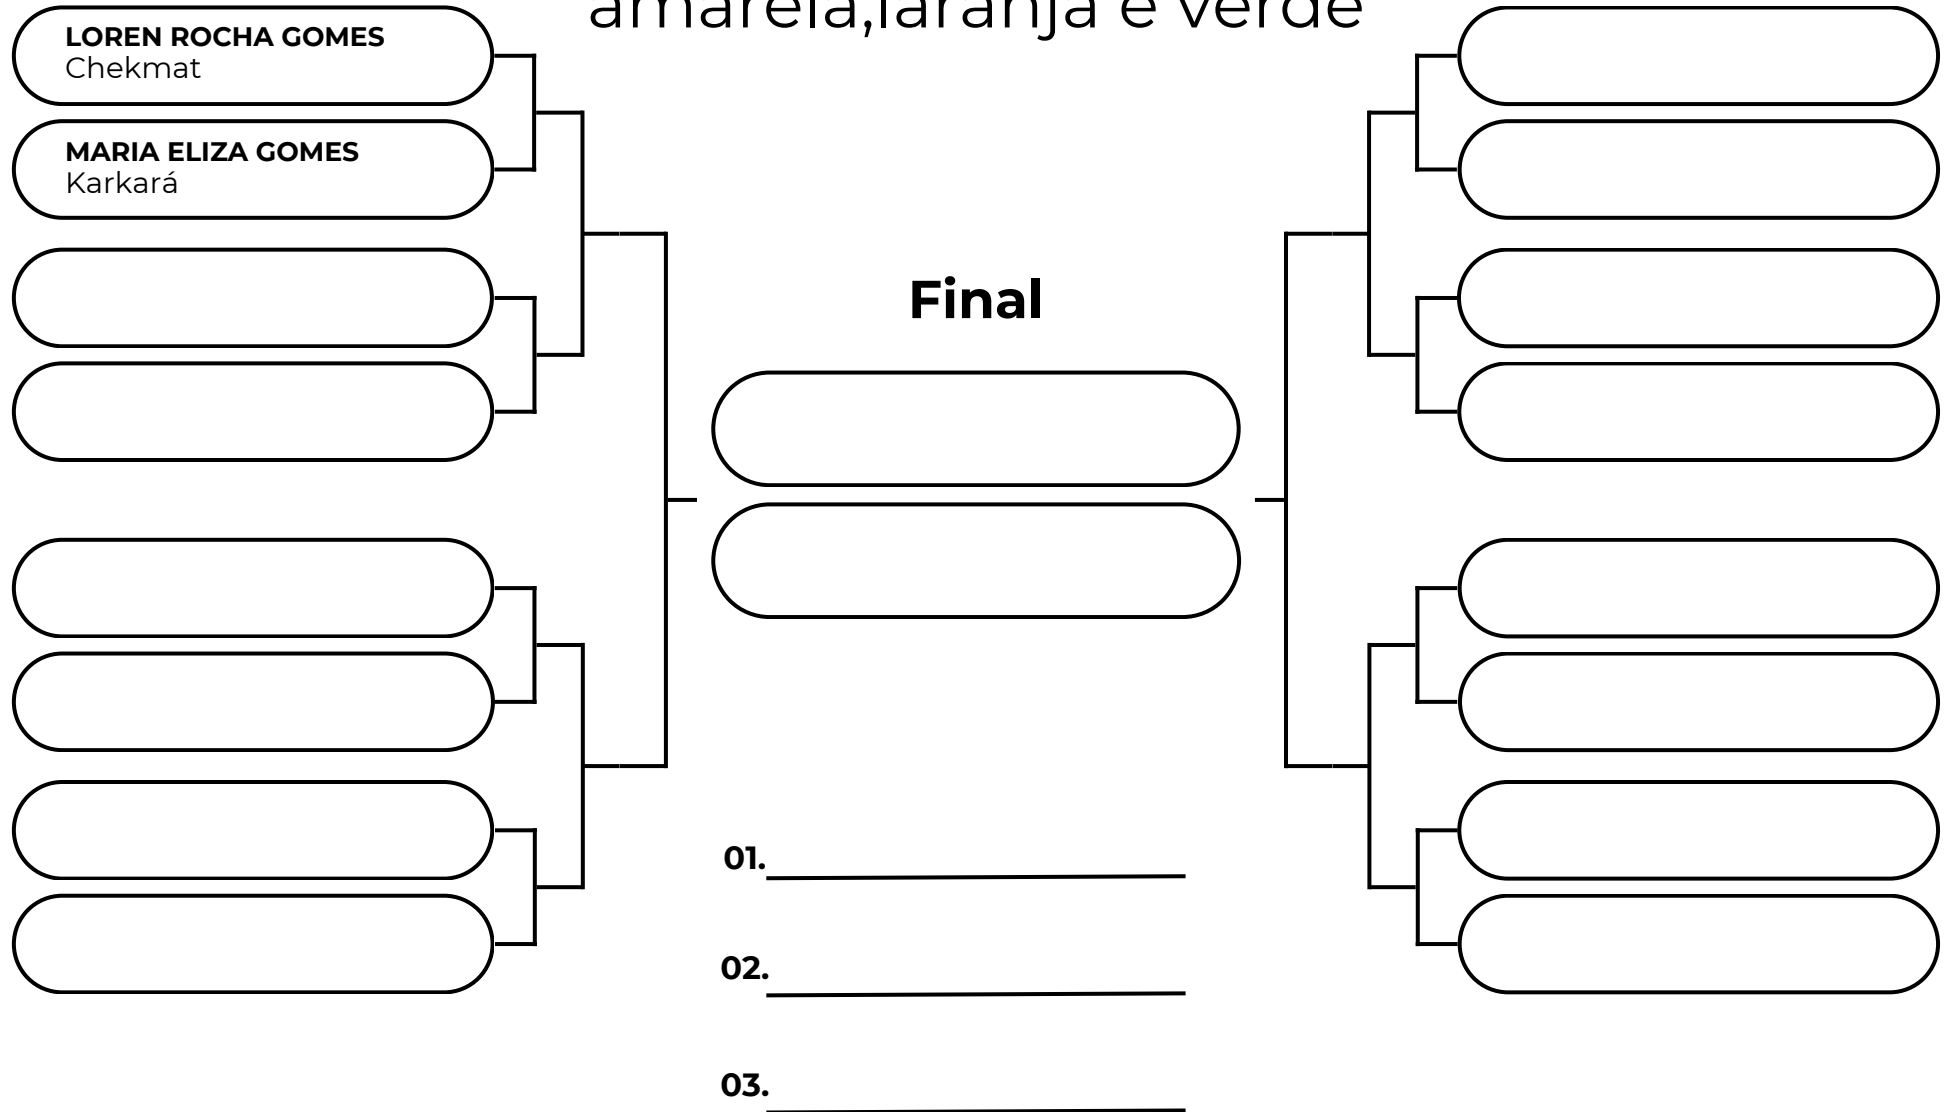 amarela,laranja e verde
LOREN ROCHA GOMES
Chekmat
MARIA ELIZA GOMES
Karkará
Final
01.
02.
03.